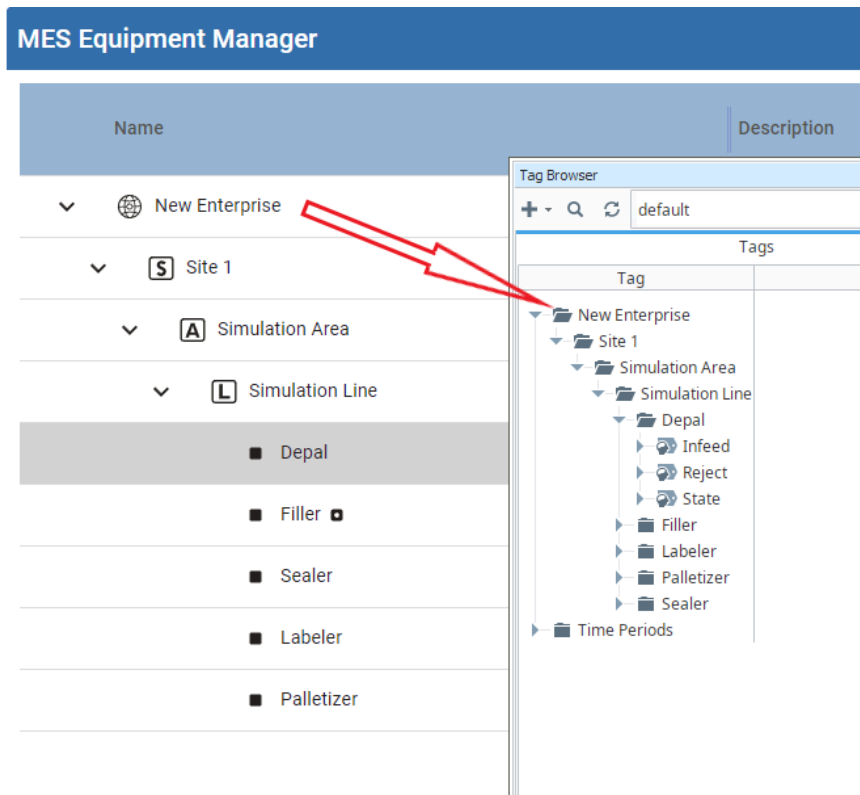 MES Equipment Manager
Name
Description
New Enterprise
S Site 1
A Simulation Area
L Simulation Line
Depal
Filler
Sealer
Labeler
Palletizer
Tag Browser
default
Tags
Tag
New Enterprise
Site 1
Simulation Area
Simulation Line
Depal
Infeed
Reject
State
Filler
Labeler
Palletizer
Sealer
Time Periods